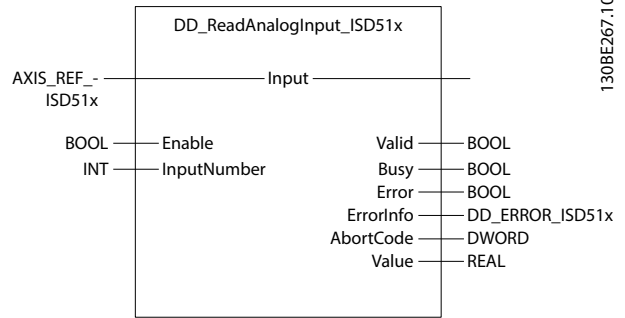 DD_ReadAnalogInput_ISD51x
AXIS_REF_- Input
ISD51x
BOOL Enable Valid BOOL
INT InputNumber Busy BOOL
Error BOOL
ErrorInfo DD_ERROR_ISD51x
AbortCode DWORD
Value REAL
130BE267.10